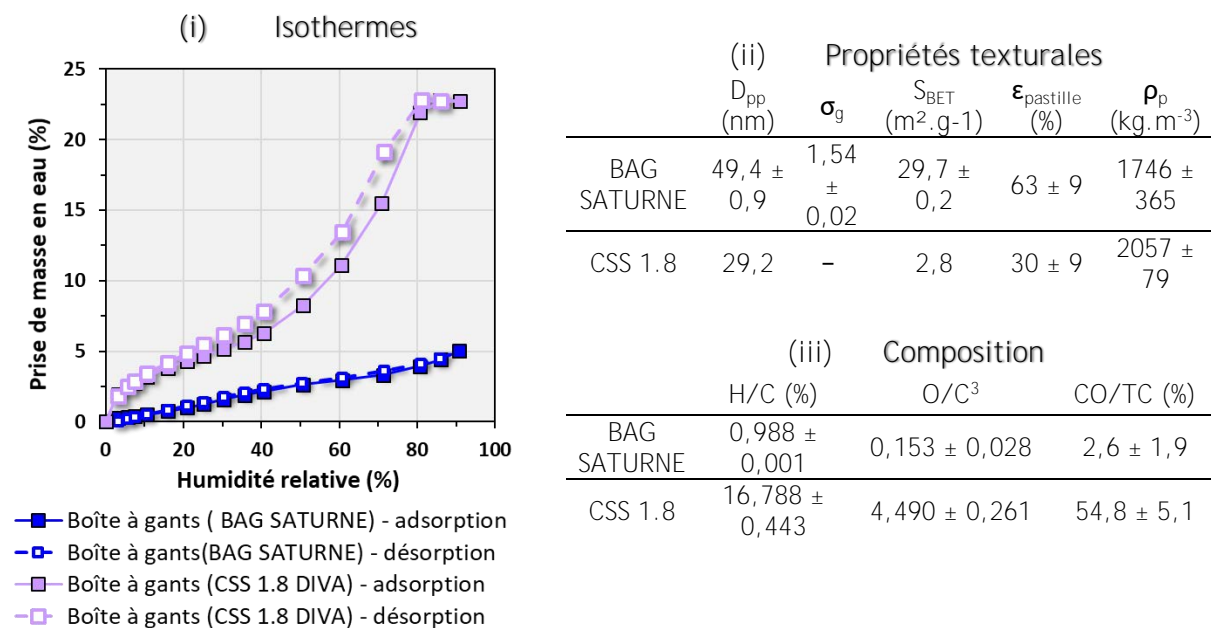 (i) Isothermes
25
20
15
10
5
0
0 20 40 60 80 100
Prise de masse en eau (%)
Humidité relative (%)
Boîte à gants ( BAG SATURNE) - adsorption
Boîte à gants(BAG SATURNE) - désorption
Boîte à gants (CSS 1.8 DIVA) - adsorption
Boîte à gants (CSS 1.8 DIVA) - désorption
(ii) Propriétés texturales
Dpp (nm) σg SBET (m².g-1) εpastille (%) ρp (kg.m-3)
BAG SATURNE 49,4 ± 0,9 1,54 ± 0,02 29,7 ± 0,2 63 ± 9 1746 ± 365
CSS 1.8 29,2 – 2,8 30 ± 9 2057 ± 79
(iii) Composition
H/C (%) O/C³ CO/TC (%)
BAG SATURNE 0,988 ± 0,001 0,153 ± 0,028 2,6 ± 1,9
CSS 1.8 16,788 ± 0,443 4,490 ± 0,261 54,8 ± 5,1